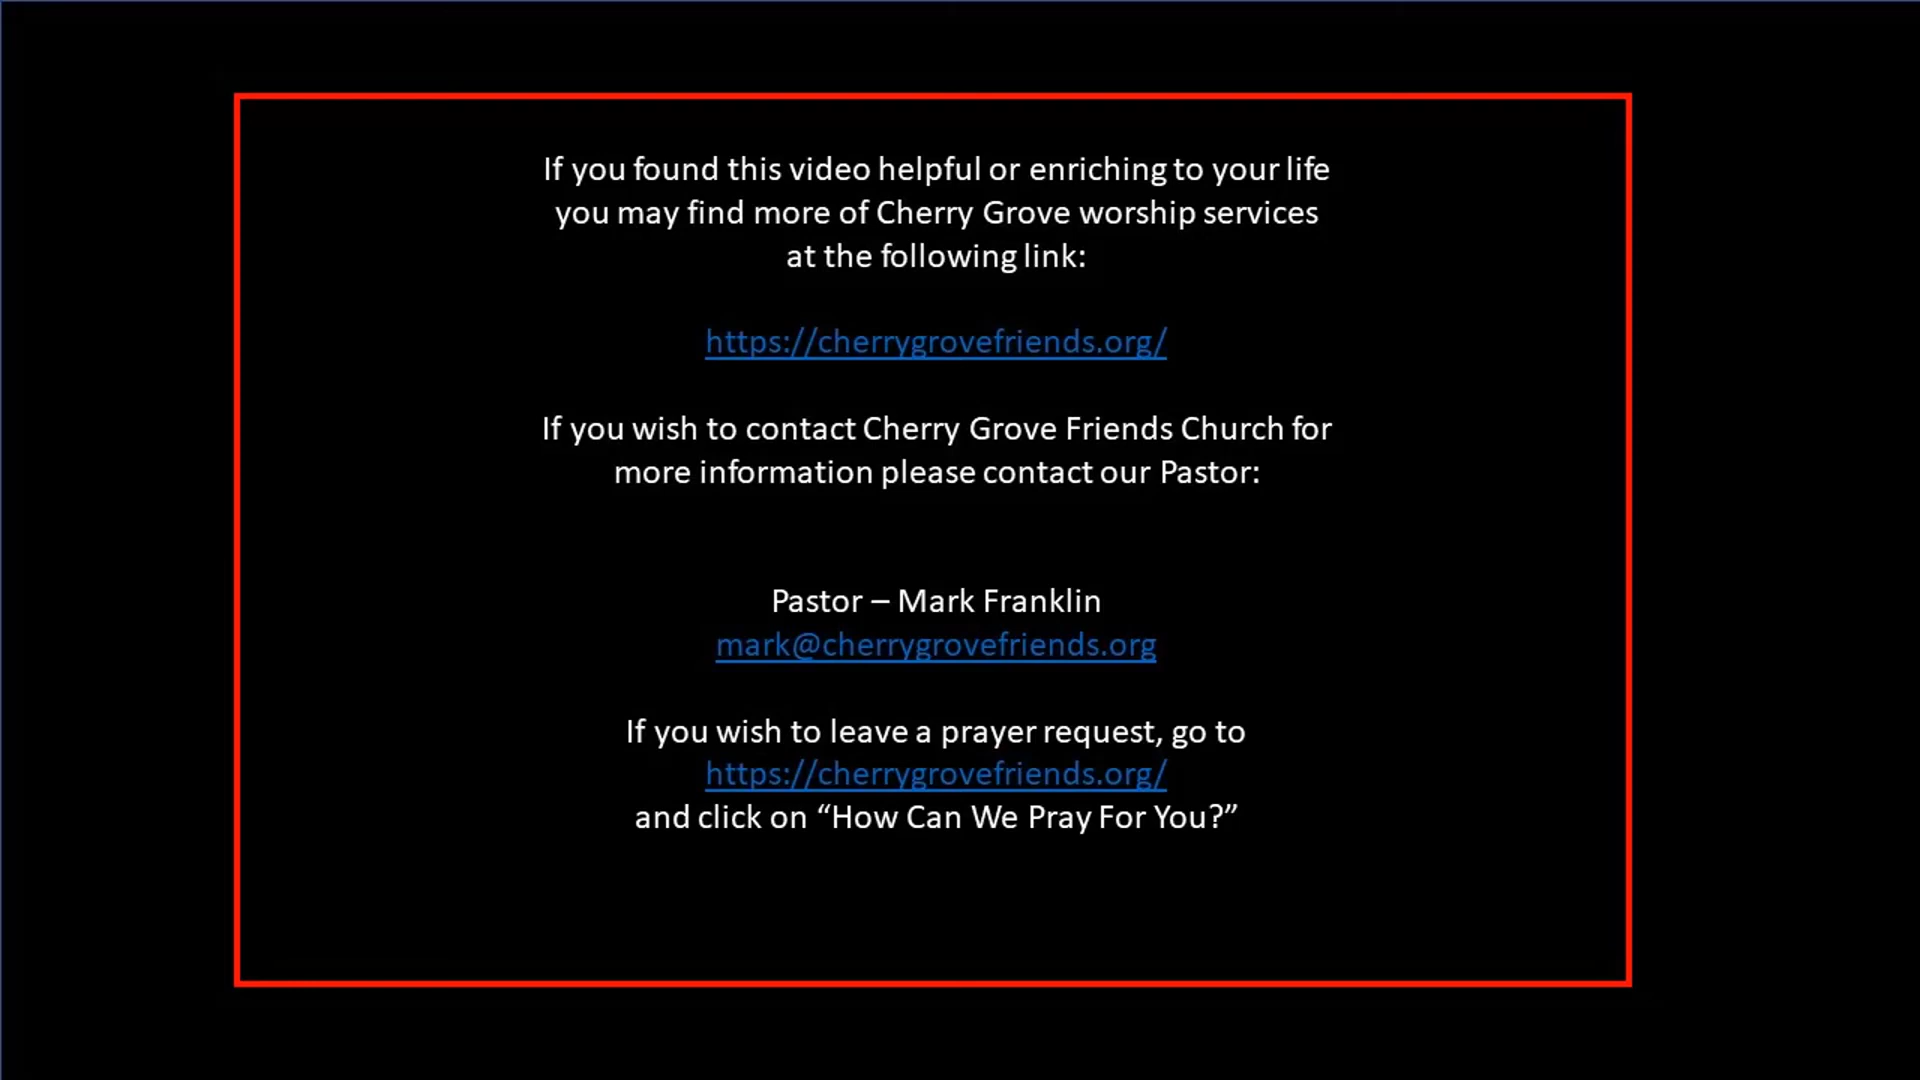 If you found this video helpful or enriching to your life
you may find more of Cherry Grove worship services
at the following link:
https://cherrygrovefriends.org/
If you wish to contact Cherry Grove Friends Church for
more information please contact our Pastor:
Pastor – Mark Franklin
mark@cherrygrovefriends.org
If you wish to leave a prayer request, go to
https://cherrygrovefriends.org/
and click on “How Can We Pray For You?”